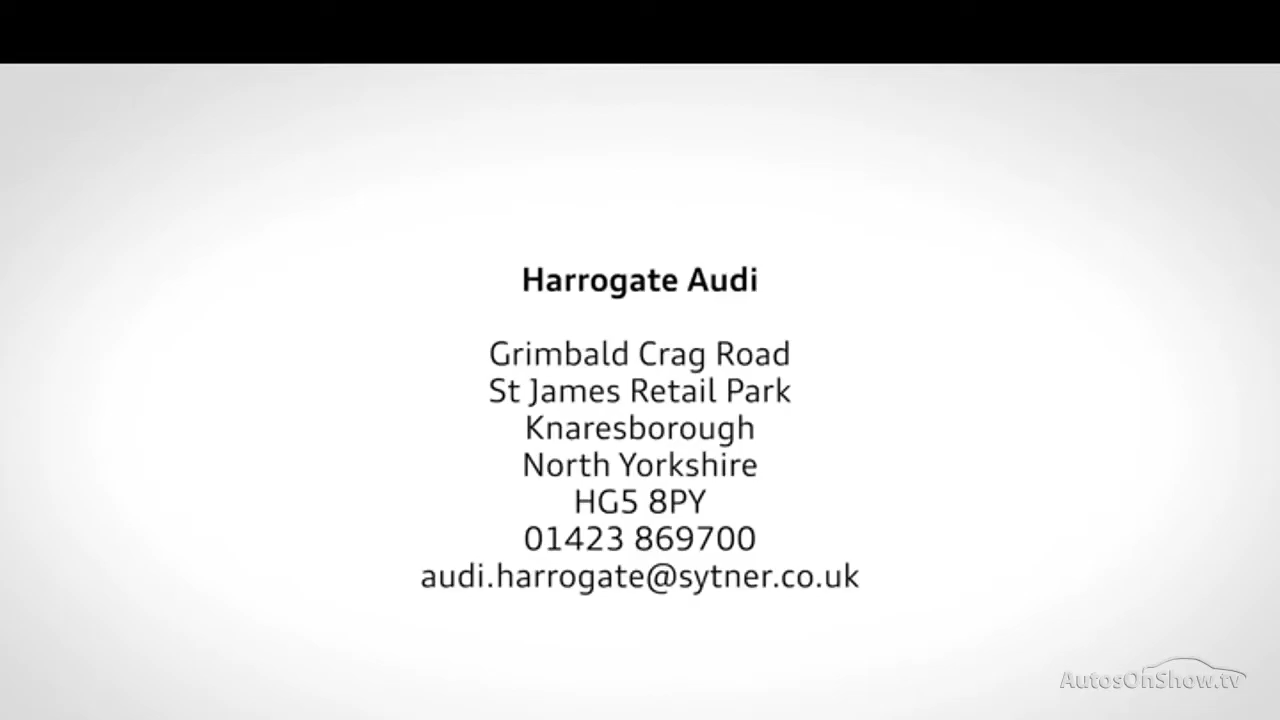 Harrogate Audi
Grimbald Crag Road
St James Retail Park
Knaresborough
North Yorkshire
HG5 8PY
01423 869700
audi.harrogate@sytner.co.uk
AutosOnShow.tv